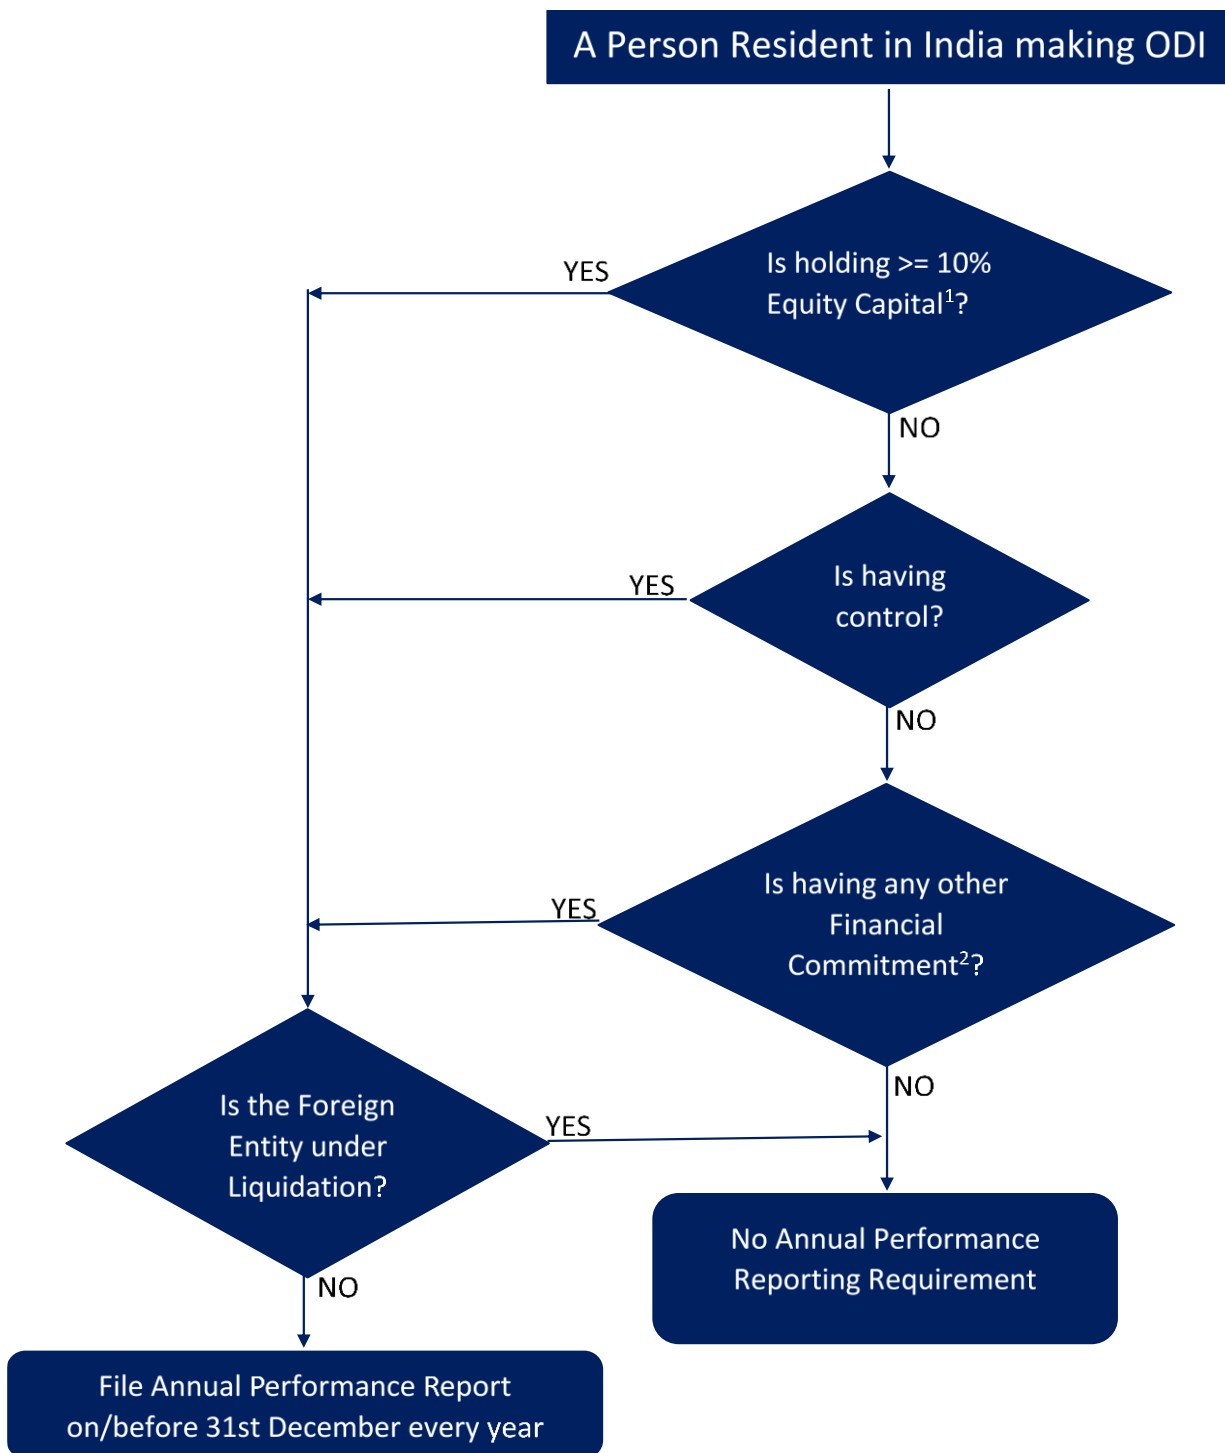 A Person Resident in India making ODI
Is holding >= 10%
Equity Capital¹?
YES
NO
Is having
control?
YES
NO
Is having any other
Financial
Commitment²?
YES
NO
Is the Foreign
Entity under
Liquidation?
YES
NO
No Annual Performance
Reporting Requirement
File Annual Performance Report
on/before 31st December every year